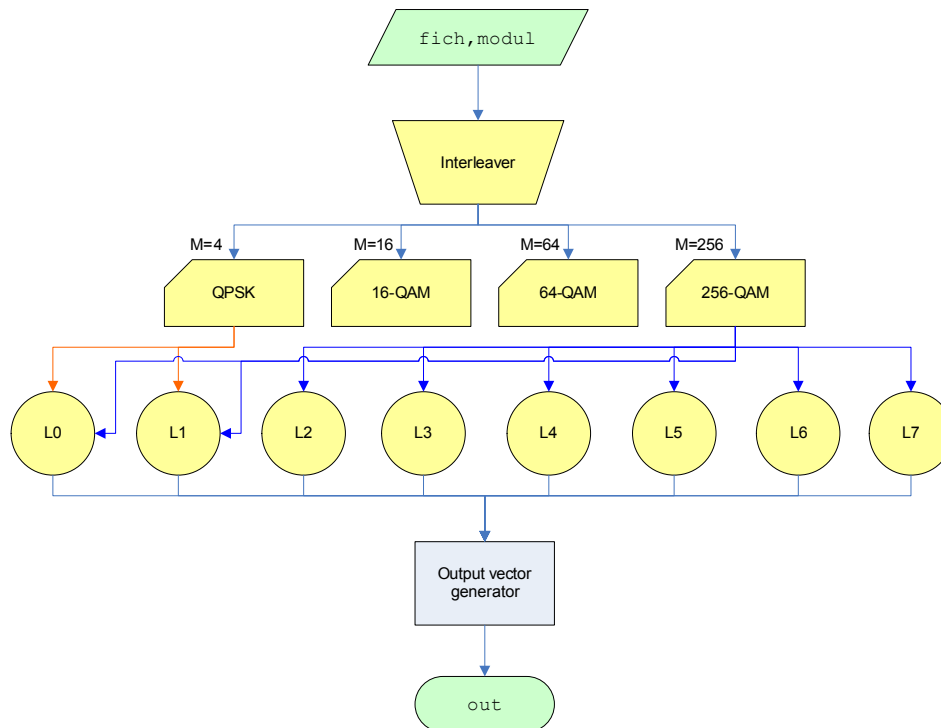 fich,modul
Interleaver
M=4
M=16
M=64
M=256
QPSK
16-QAM
64-QAM
256-QAM
L0
L1
L2
L3
L4
L5
L6
L7
Output vector
generator
out